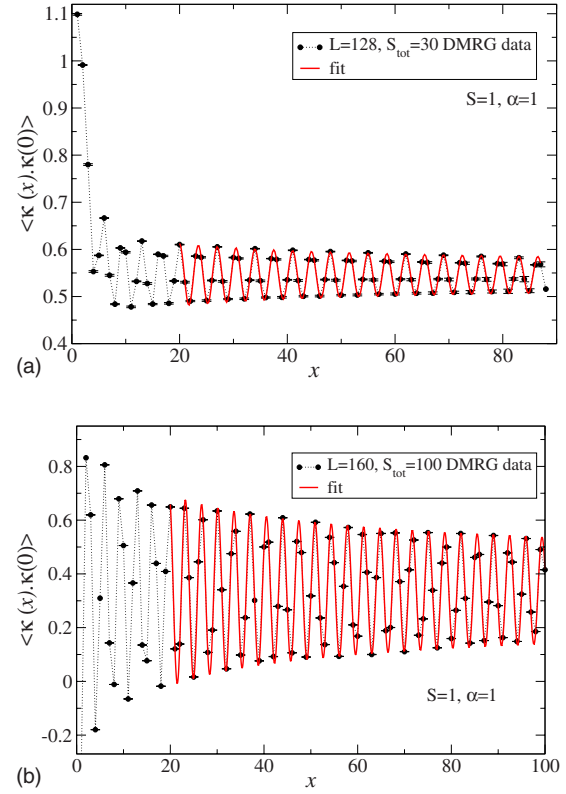 1.1
1
0.9
0.8
0.7
0.6
0.5
0.4
<κ (x).κ(0)>
L=128, S_tot=30 DMRG data
fit
S=1, α=1
0 20 40 60 80
x
(a)
0.8
0.6
0.4
0.2
0
-0.2
<κ (x).κ(0)>
L=160, S_tot=100 DMRG data
fit
S=1, α=1
0 20 40 60 80 100
x
(b)